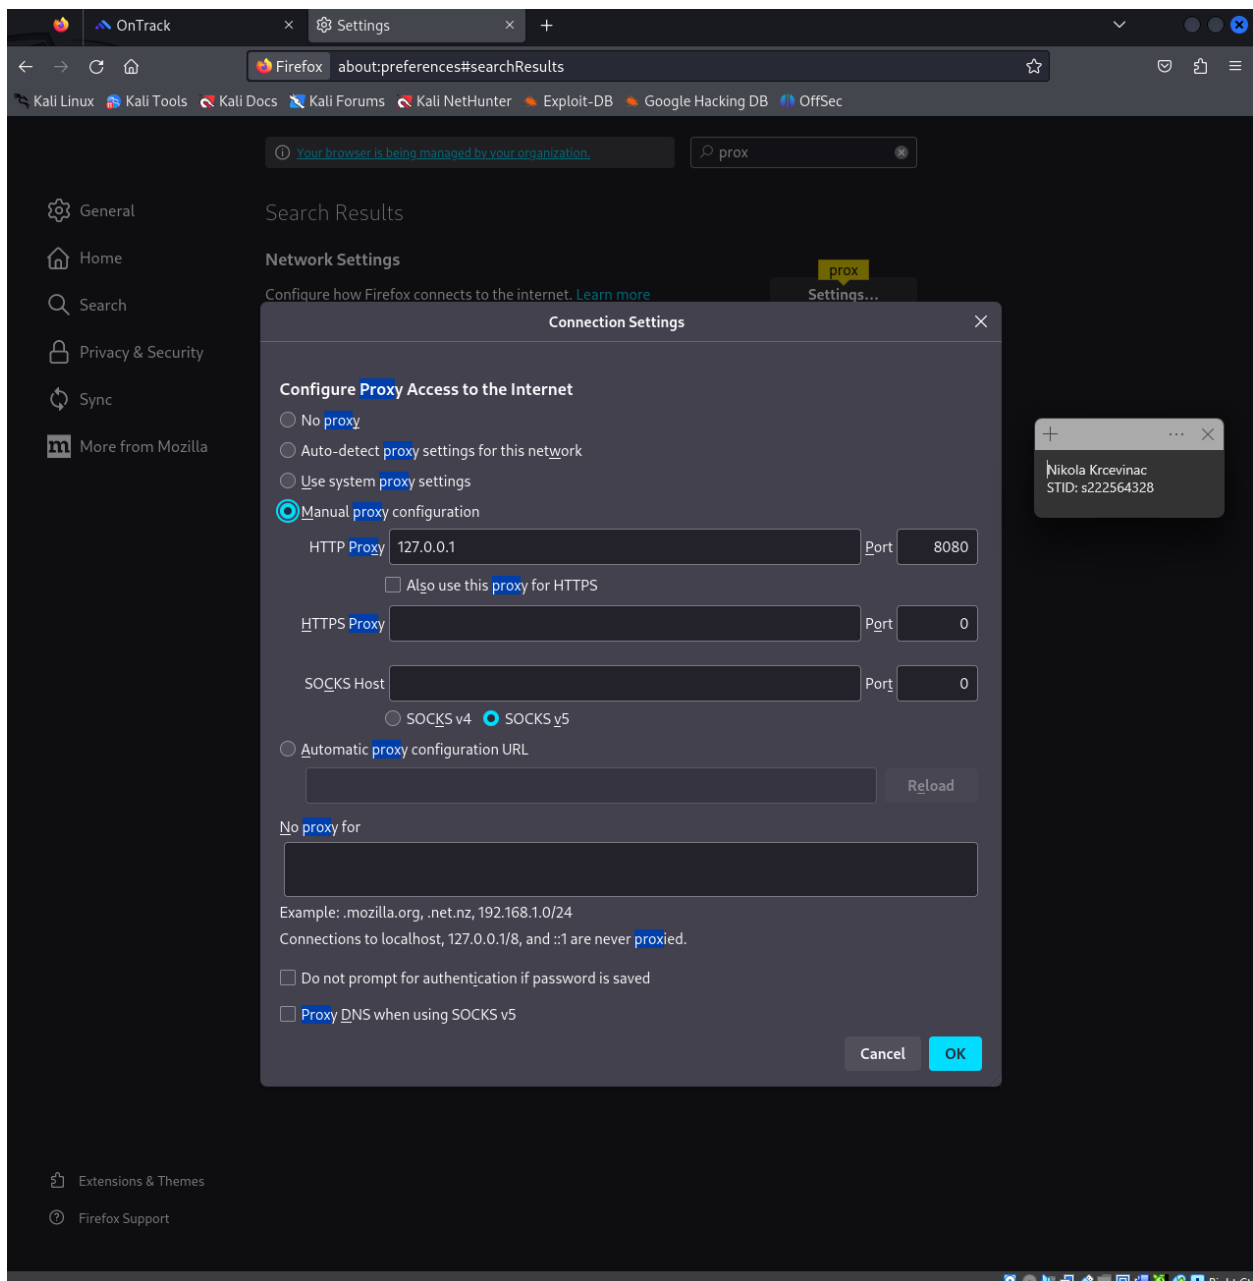 OnTrack
Settings
Firefox about:preferences#searchResults
Kali Linux Kali Tools Kali Docs Kali Forums Kali NetHunter Exploit-DB Google Hacking DB OffSec
Your browser is being managed by your organization.
prox
General
Home
Search
Privacy & Security
Sync
More from Mozilla
Search Results
Network Settings
prox
Configure how Firefox connects to the internet. Learn more
Settings...
Connection Settings
Configure Proxy Access to the Internet
No proxy
Auto-detect proxy settings for this network
Use system proxy settings
Manual proxy configuration
HTTP Proxy 127.0.0.1 Port 8080
Also use this proxy for HTTPS
HTTPS Proxy Port 0
SOCKS Host Port 0
SOCKS v4 SOCKS v5
Automatic proxy configuration URL
Reload
No proxy for
Example: .mozilla.org, .net.nz, 192.168.1.0/24
Connections to localhost, 127.0.0.1/8, and ::1 are never proxied.
Do not prompt for authentication if password is saved
Proxy DNS when using SOCKS v5
Cancel OK
Nikola Krcevinac
STID: s222564328
Extensions & Themes
Firefox Support